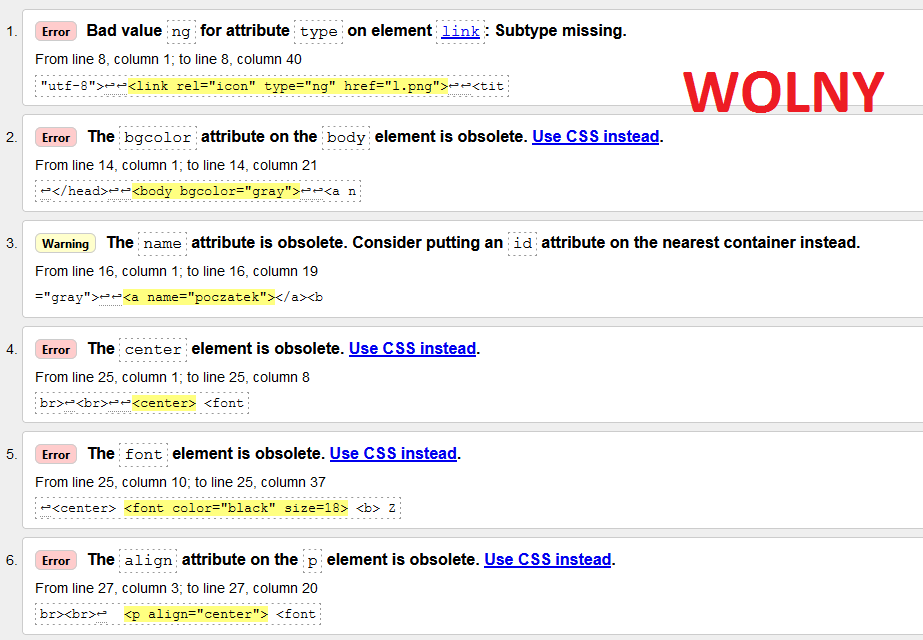 1. Error Bad value ng for attribute type on element link: Subtype missing.
From line 8, column 1; to line 8, column 40
"utf-8">↩↩<link rel="icon" type="ng" href="l.png">↩↩<tit
WOLNY
2. Error The bgcolor attribute on the body element is obsolete. Use CSS instead.
From line 14, column 1; to line 14, column 21
↩</head>↩↩<body bgcolor="gray">↩↩<a n
3. Warning The name attribute is obsolete. Consider putting an id attribute on the nearest container instead.
From line 16, column 1; to line 16, column 19
="gray">↩↩<a name="poczatek"></a><b
4. Error The center element is obsolete. Use CSS instead.
From line 25, column 1; to line 25, column 8
br>↩<br>↩↩<center> <font
5. Error The font element is obsolete. Use CSS instead.
From line 25, column 10; to line 25, column 37
↩<center> <font color="black" size=18> <b> Z
6. Error The align attribute on the p element is obsolete. Use CSS instead.
From line 27, column 3; to line 27, column 20
br><br>↩  <p align="center"> <font